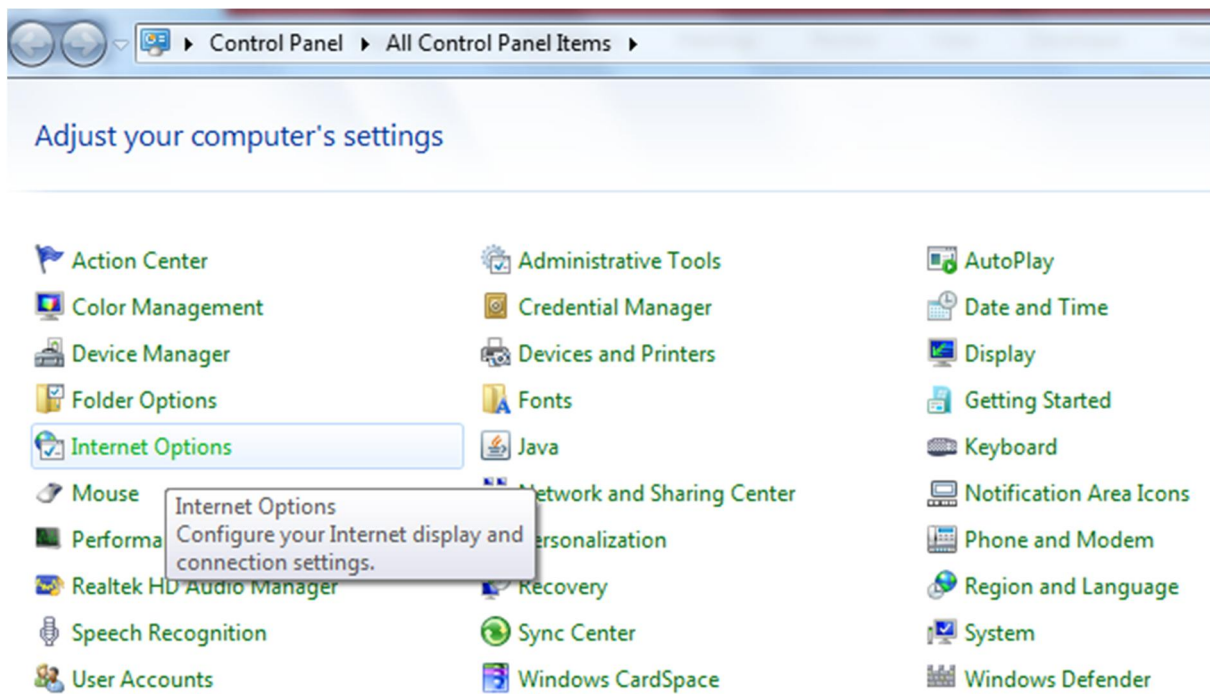 Control Panel All Control Panel Items
Adjust your computer's settings
Action Center Administrative Tools AutoPlay
Color Management Credential Manager Date and Time
Device Manager Devices and Printers Display
Folder Options Fonts Getting Started
Internet Options Java Keyboard
Mouse Network and Sharing Center Notification Area Icons
Internet Options
Configure your Internet display and
connection settings.
Performa ersonalization Phone and Modem
Realtek HD Audio Manager Recovery Region and Language
Speech Recognition Sync Center System
User Accounts Windows CardSpace Windows Defender